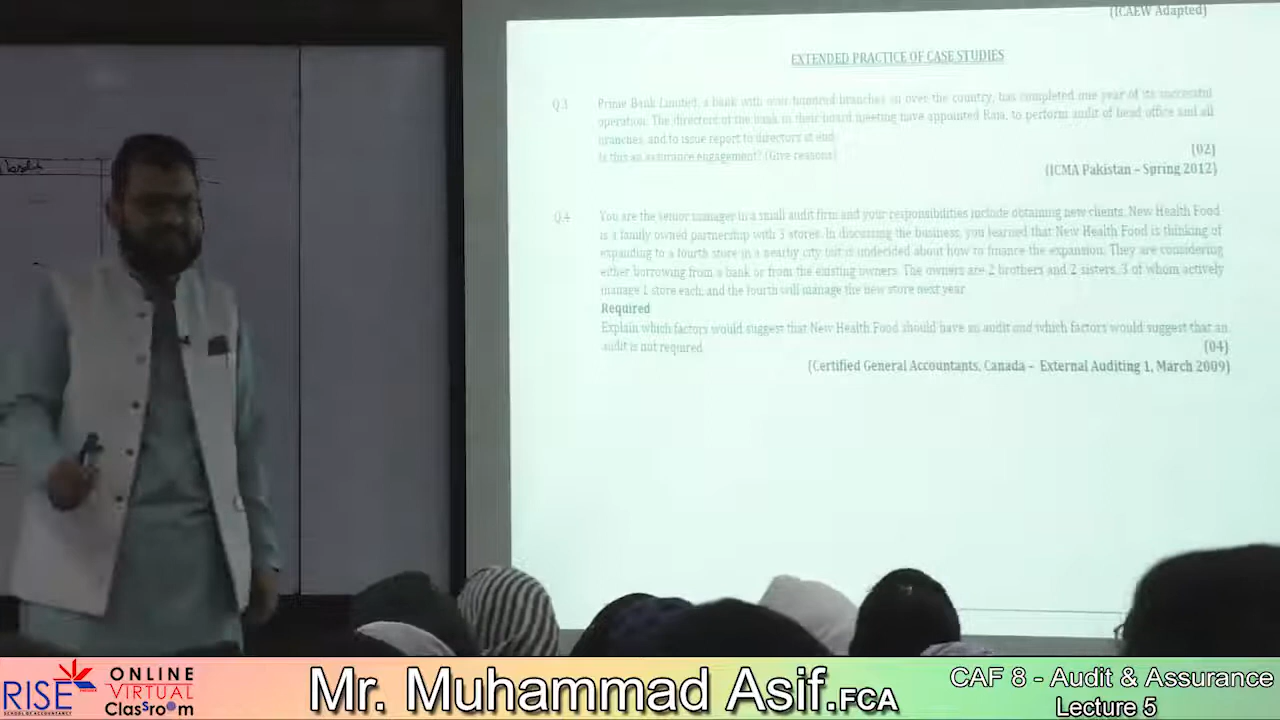 (ICAEW Adapted)
EXTENDED PRACTICE OF CASE STUDIES
Q.3 Prime Bank Limited, a bank with over hundred branches all over the country, has completed one year of its successful
operation. The directors of the bank in their board meeting have appointed Raja, to perform audit of head office and all
branches, and to issue report to directors at end.
Is this an assurance engagement? (Give reasons)
(02)
(ICMA Pakistan – Spring 2012)
Q.4 You are the senior manager in a small audit firm and your responsibilities include obtaining new clients. New Health Food
is a family owned partnership with 3 stores. In discussing the business, you learned that New Health Food is thinking of
expanding to a fourth store in a nearby city but is undecided about how to finance the expansion. They are considering
either borrowing from a bank or from the existing owners. The owners are 2 brothers and 2 sisters, 3 of whom actively
manage 1 store each, and the fourth will manage the new store next year.
Required
Explain which factors would suggest that New Health Food should have an audit and which factors would suggest that an
audit is not required.
(04)
(Certified General Accountants, Canada – External Auditing 1, March 2009)
RISE
SCHOOL OF ACCOUNTANCY
ONLINE
VIRTUAL
Classroom
Mr. Muhammad Asif.FCA
CAF 8 - Audit & Assurance
Lecture 5